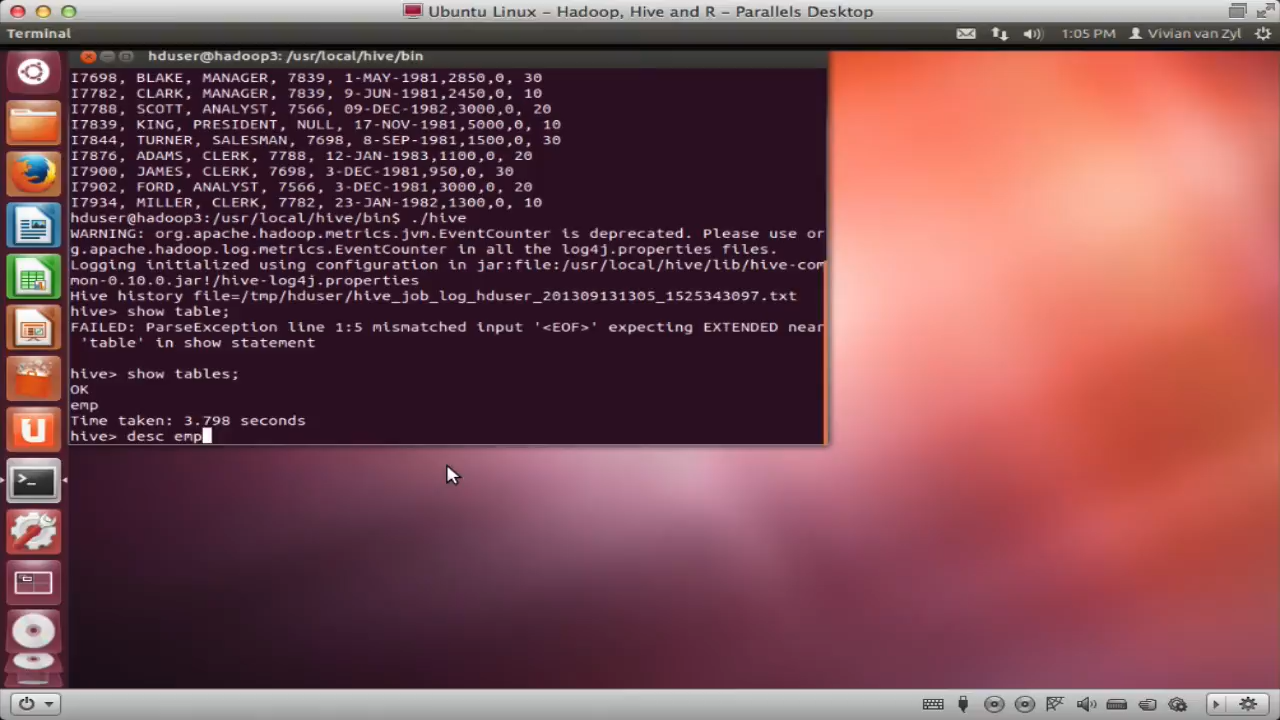 Ubuntu Linux - Hadoop, Hive and R - Parallels Desktop
Terminal
1:05 PM
Vivian van Zyl
hduser@hadoop3: /usr/local/hive/bin
I7698, BLAKE, MANAGER, 7839, 1-MAY-1981,2850,0, 30
I7782, CLARK, MANAGER, 7839, 9-JUN-1981,2450,0, 10
I7788, SCOTT, ANALYST, 7566, 09-DEC-1982,3000,0, 20
I7839, KING, PRESIDENT, NULL, 17-NOV-1981,5000,0, 10
I7844, TURNER, SALESMAN, 7698, 8-SEP-1981,1500,0, 30
I7876, ADAMS, CLERK, 7788, 12-JAN-1983,1100,0, 20
I7900, JAMES, CLERK, 7698, 3-DEC-1981,950,0, 30
I7902, FORD, ANALYST, 7566, 3-DEC-1981,3000,0, 20
I7934, MILLER, CLERK, 7782, 23-JAN-1982,1300,0, 10
hduser@hadoop3:/usr/local/hive/bin$ ./hive
WARNING: org.apache.hadoop.metrics.jvm.EventCounter is deprecated. Please use or
g.apache.hadoop.log.metrics.EventCounter in all the log4j.properties files.
Logging initialized using configuration in jar:file:/usr/local/hive/lib/hive-com
mon-0.10.0.jar!/hive-log4j.properties
Hive history file=/tmp/hduser/hive_job_log_hduser_201309131305_1525343097.txt
hive> show table;
FAILED: ParseException line 1:5 mismatched input '<EOF>' expecting EXTENDED near
'table' in show statement
hive> show tables;
OK
emp
Time taken: 3.798 seconds
hive> desc emp